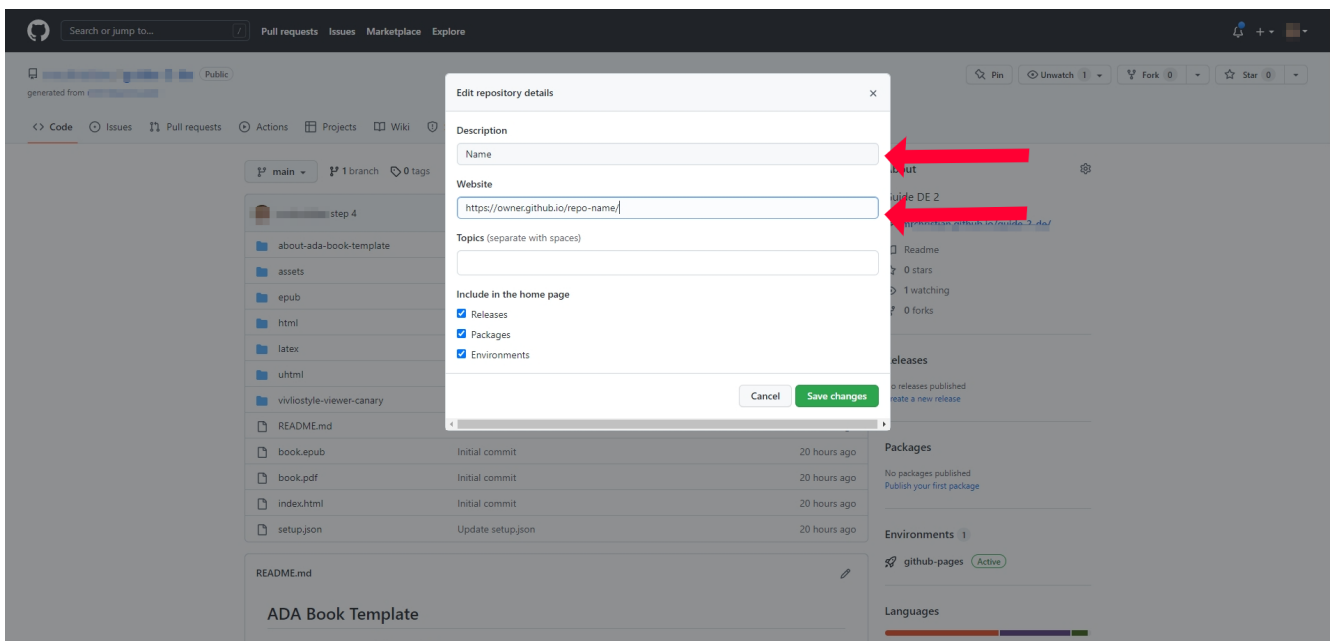 Search or jump to... / Pull requests Issues Marketplace Explore
Public
generated from
Pin Unwatch 1 Fork 0 Star 0
Code Issues Pull requests Actions Projects Wiki
Edit repository details
Description
Name
Website
https://owner.github.io/repo-name/
Topics (separate with spaces)
Include in the home page
Releases
Packages
Environments
Cancel Save changes
main 1 branch 0 tags
step 4
about-ada-book-template
assets
epub
html
latex
uhtml
vivliostyle-viewer-canary
README.md
book.epub Initial commit 20 hours ago
book.pdf Initial commit 20 hours ago
index.html Initial commit 20 hours ago
setup.json Update setup.json 20 hours ago
README.md
ADA Book Template
DE 2
Readme
0 stars
1 watching
0 forks
releases published
a new release
Packages
No packages published
Publish your first package
Environments 1
github-pages Active
Languages